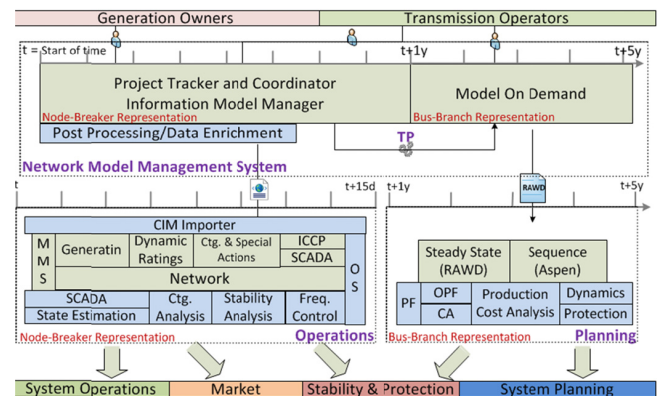 Generation Owners
Transmission Operators
t = Start of time
t+1y
t+5y
Project Tracker and Coordinator
Information Model Manager
Node-Breaker Representation
Model On Demand
Bus-Branch Representation
Post Processing/Data Enrichment
TP
Network Model Management System
t
t+15d
t+1y
RAWD
t+5y
CIM Importer
MMS
Generatin
Dynamic
Ratings
Ctg. & Special
Actions
ICCP
SCADA
OS
Network
SCADA
State Estimation
Ctg.
Analysis
Stability
Analysis
Freq.
Control
Node-Breaker Representation
Operations
Steady State
(RAWD)
Sequence
(Aspen)
PF
OPF
CA
Production
Cost Analysis
Dynamics
Protection
Bus-Branch Representation
Planning
System Operations
Market
Stability & Protection
System Planning